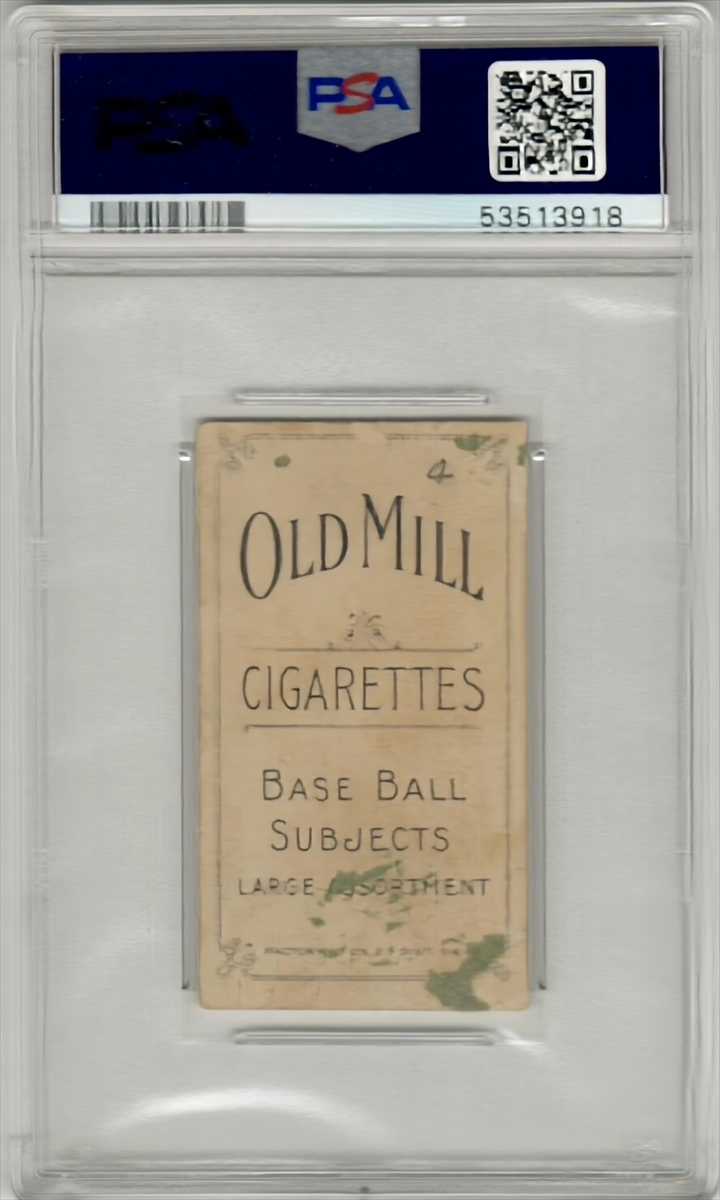 PSA
PSA
53513918
4
OLD MILL
CIGARETTES
BASE BALL
SUBJECTS
LARGE ASSORTMENT